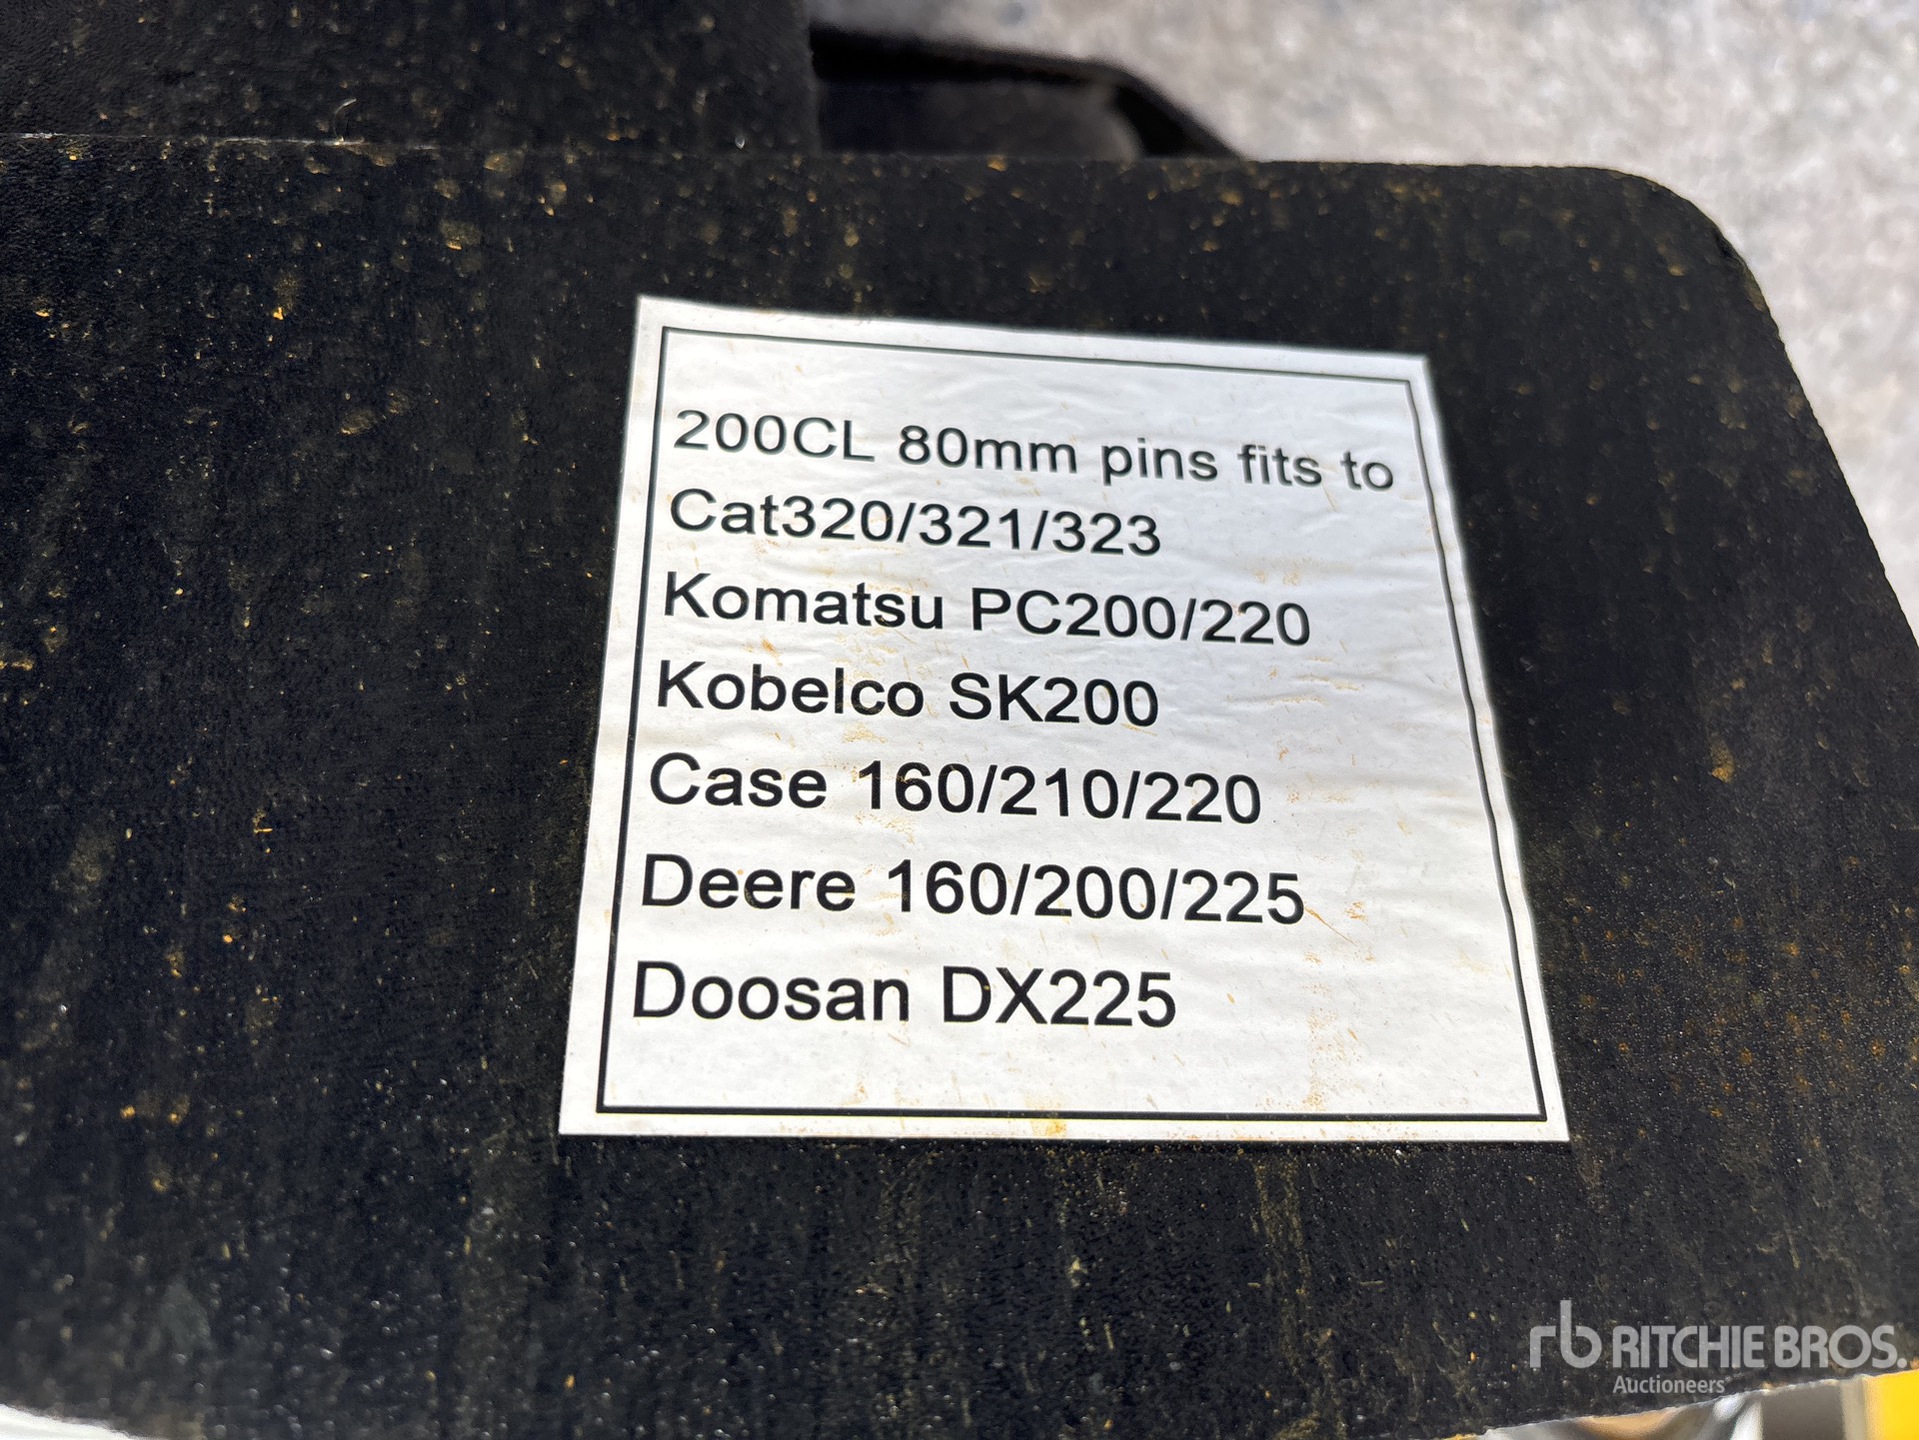 200CL 80mm pins fits to
Cat320/321/323
Komatsu PC200/220
Kobelco SK200
Case 160/210/220
Deere 160/200/225
Doosan DX225
rb RITCHIE BROS.
Auctioneers